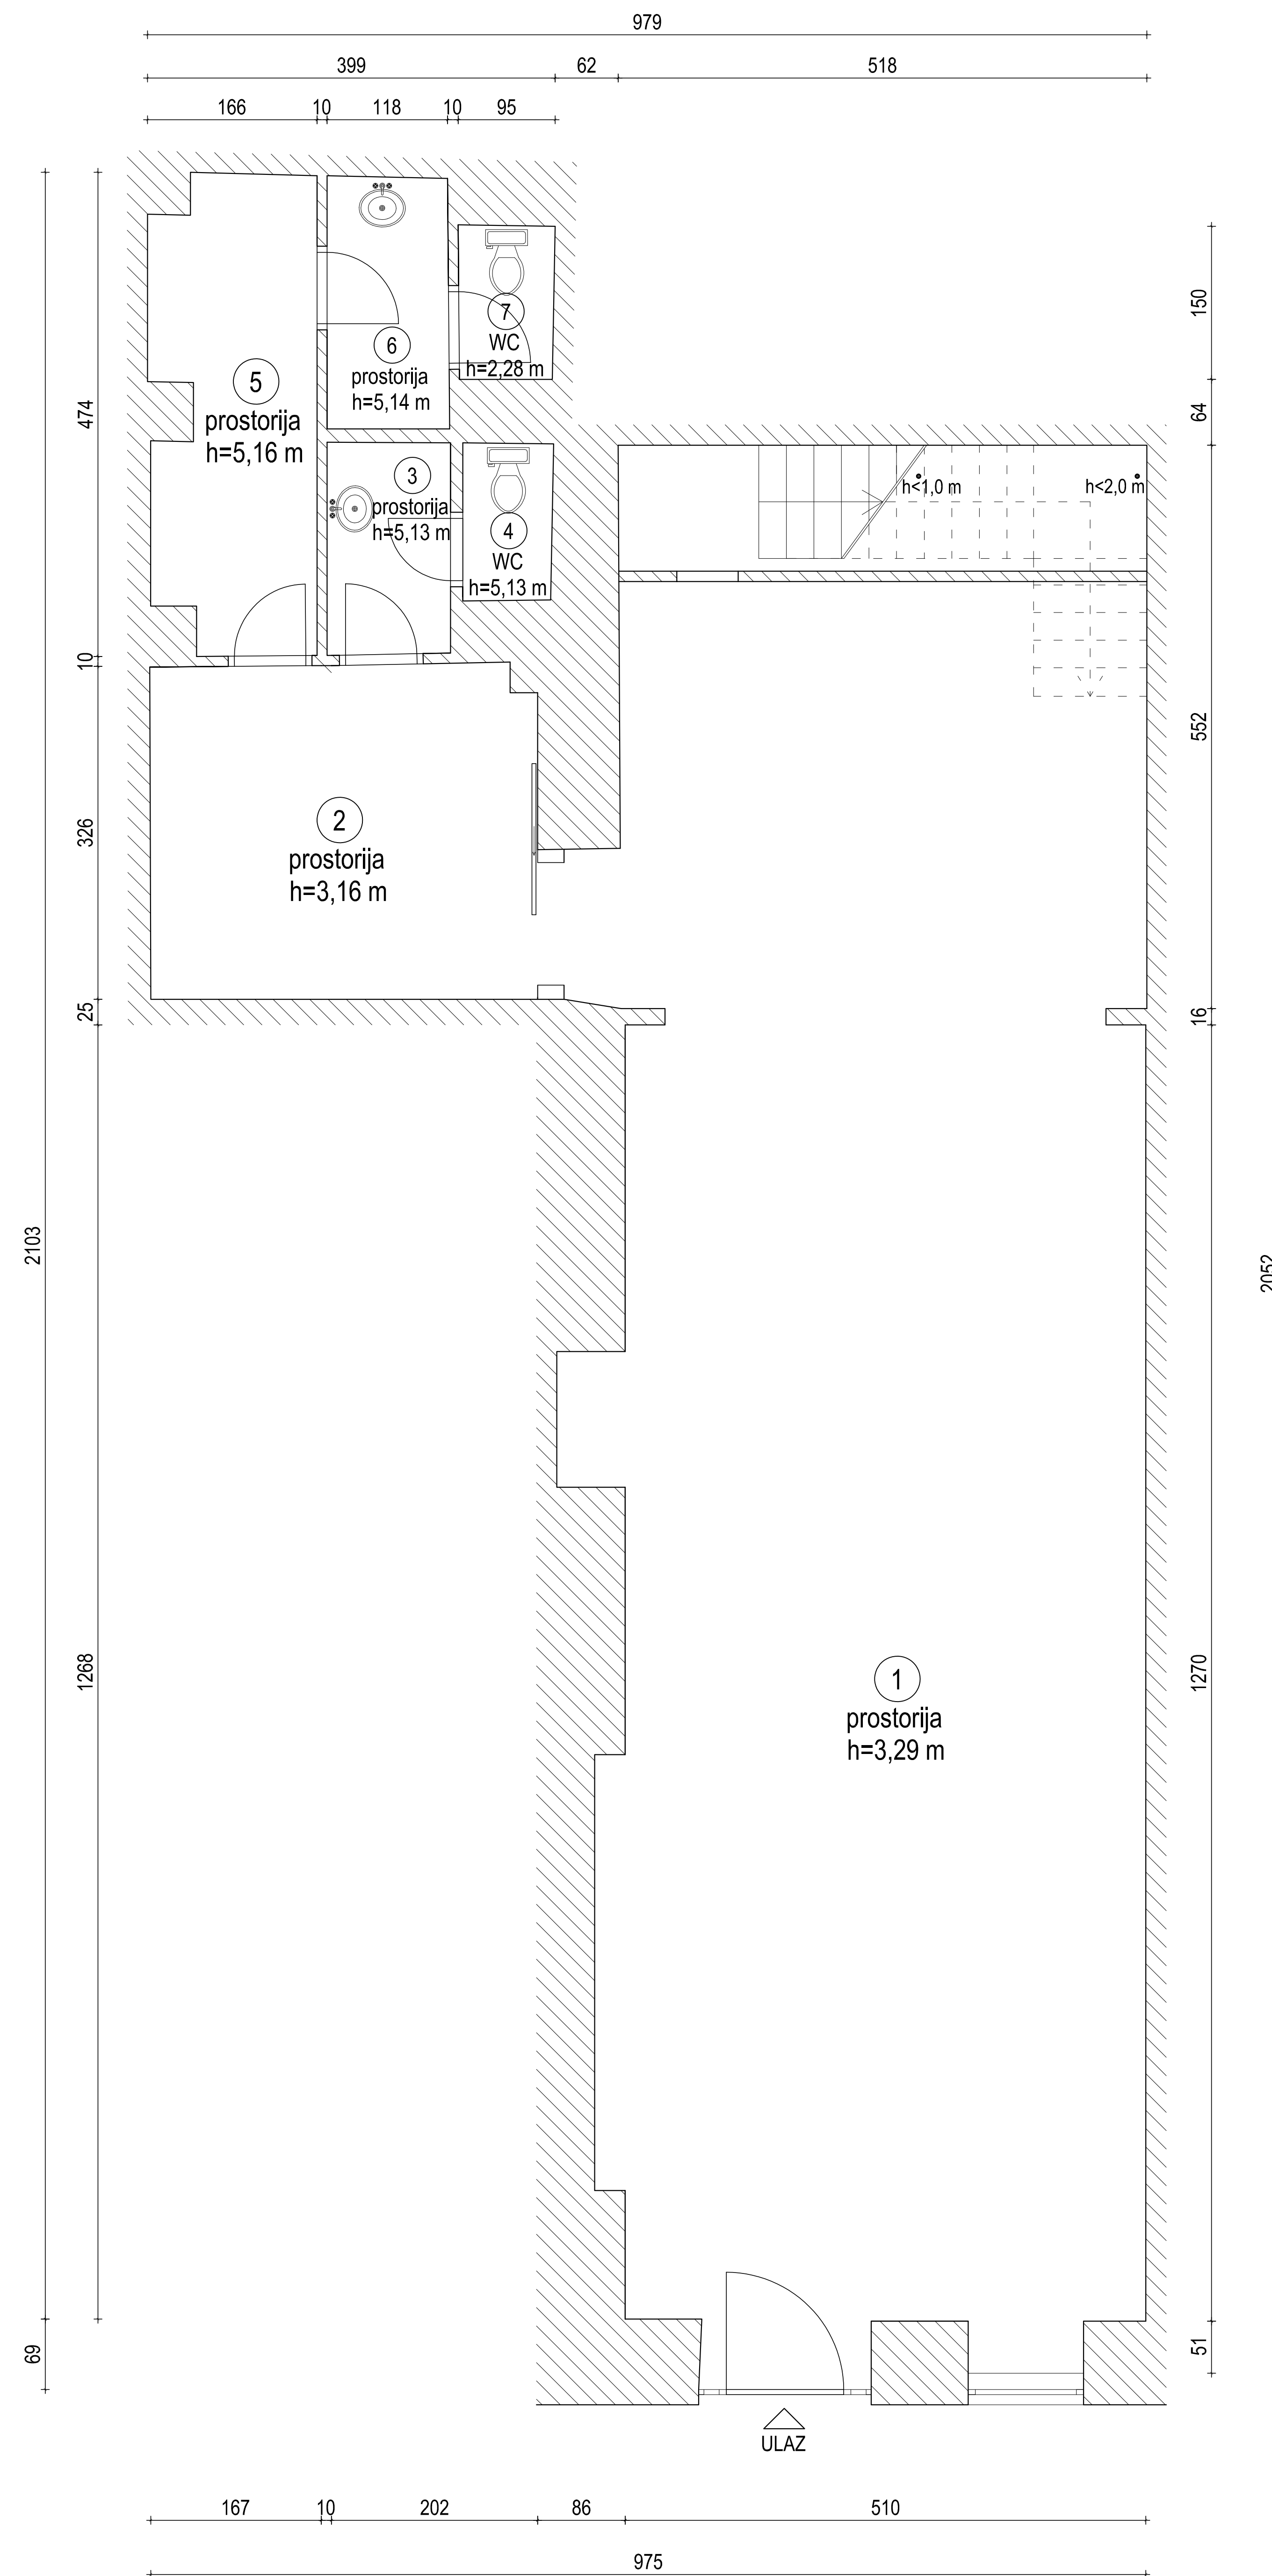 979
399 62 518
166 10 118 10 95
7
WC
h=2,28 m
6
prostorija
h=5,14 m
5
prostorija
h=5,16 m
3
prostorija
h=5,13 m
4
WC
h=5,13 m
h<1,0 m
h<2,0 m
2
prostorija
h=3,16 m
1
prostorija
h=3,29 m
ULAZ
474
10
326
25
1268
2103
69
150
64
552
16
1270
51
2052
167 10 202 86 510
975